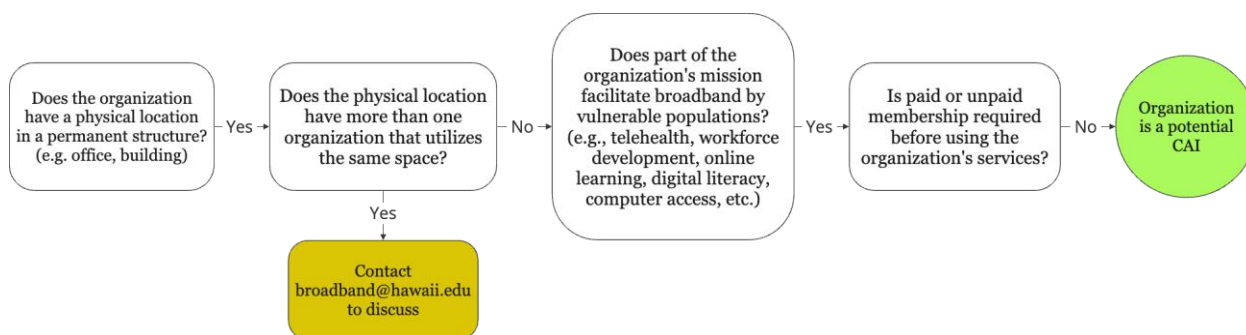 Does the organization
have a physical location
in a permanent structure?
(e.g. office, building)
Yes
Does the physical location
have more than one
organization that utilizes
the same space?
No
Does part of the
organization's mission
facilitate broadband by
vulnerable populations?
(e.g., telehealth, workforce
development, online
learning, digital literacy,
computer access, etc.)
Yes
Is paid or unpaid
membership required
before using the
organization's services?
No
Organization
is a potential
CAI
Yes
Contact
broadband@hawaii.edu
to discuss